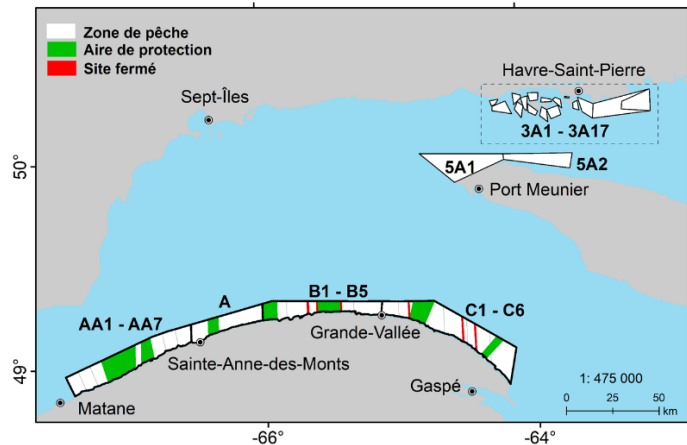 Zone de pêche
Aire de protection
Site fermé
Havre-Saint-Pierre
Sept-Îles
3A1 - 3A17
50°
5A1
5A2
Port Meunier
B1 - B5
A
C1 - C6
AA1 - AA7
Grande-Vallée
Sainte-Anne-des-Monts
49°
Gaspé
1: 475 000
Matane
0 25 50
km
-66°
-64°